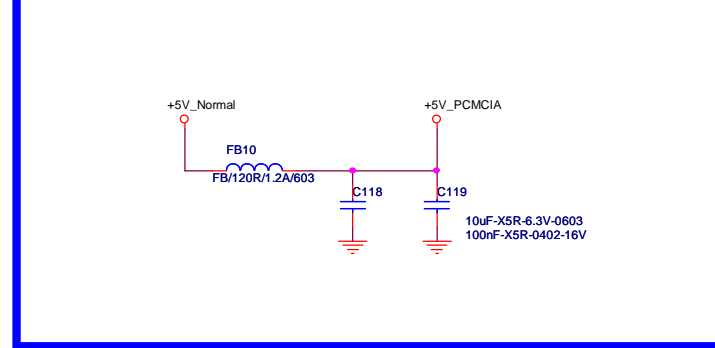 +5V_Normal
+5V_PCMCIA
FB10
FB/120R/1.2A/603
C118
C119
10uF-X5R-6.3V-0603
100nF-X5R-0402-16V